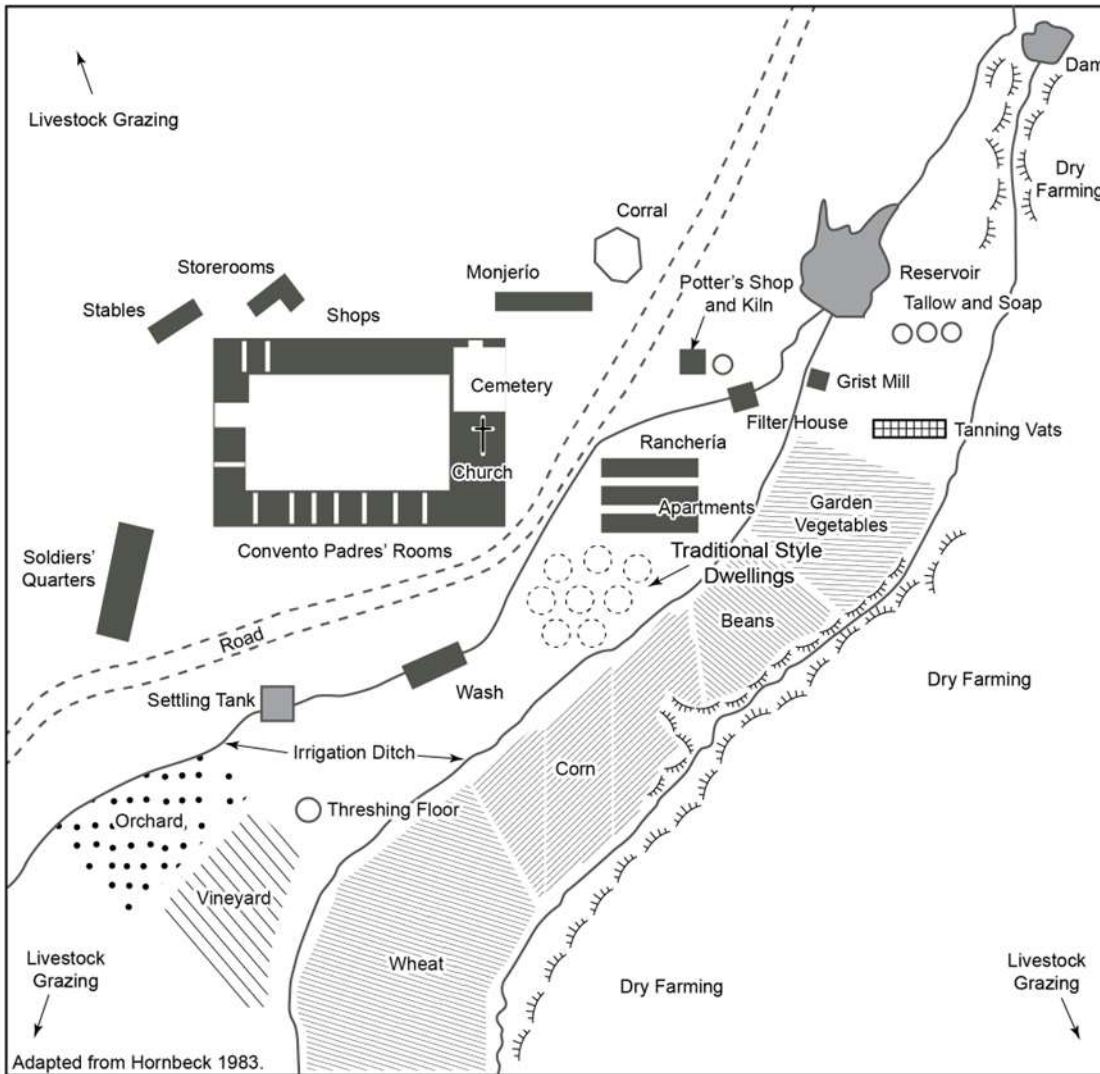 Dam
Livestock Grazing
Dry
Farming
Corral
Storerooms
Monjerío
Reservoir
Potter's Shop
and Kiln
Stables
Shops
Tallow and Soap
Cemetery
Grist Mill
Filter House
Tanning Vats
Ranchería
Church
Apartments
Garden
Vegetables
Convento Padres' Rooms
Traditional Style
Dwellings
Soldiers'
Quarters
Beans
Road
Dry Farming
Settling Tank
Wash
Irrigation Ditch
Corn
Threshing Floor
Orchard
Vineyard
Wheat
Livestock
Grazing
Dry Farming
Livestock
Grazing
Adapted from Hornbeck 1983.